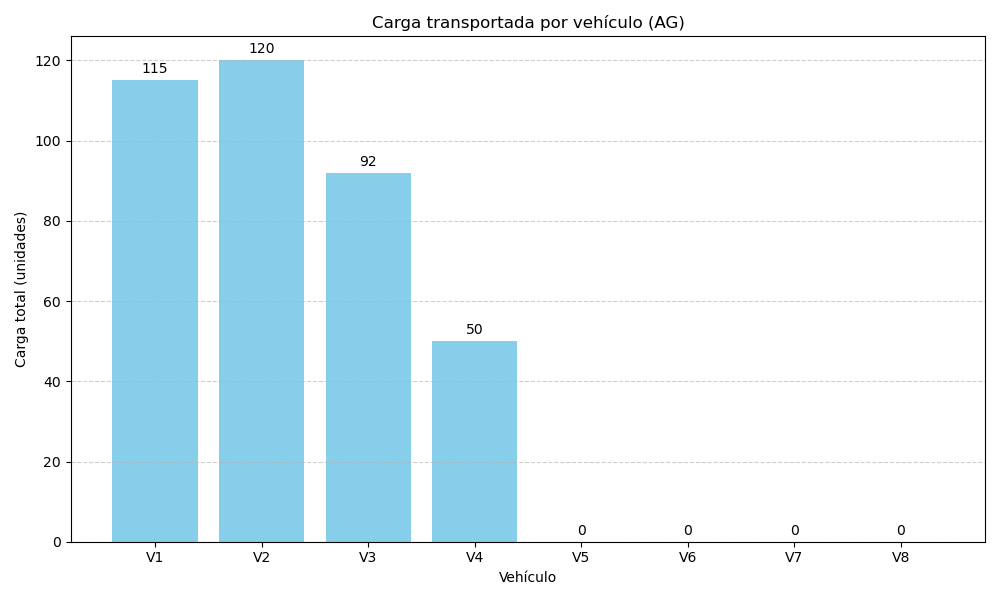 Carga transportada por vehículo (AG)
Carga total (unidades)
120
100
80
60
40
20
0
115
120
92
50
0
0
0
0
V1
V2
V3
V4
V5
V6
V7
V8
Vehículo